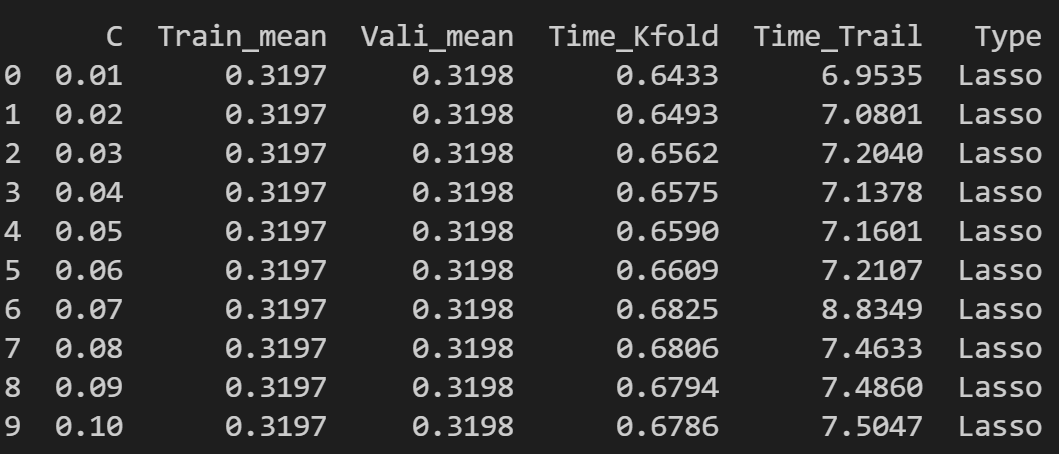 C Train_mean Vali_mean Time_Kfold Time_Trail Type
0 0.01 0.3197 0.3198 0.6433 6.9535 Lasso
1 0.02 0.3197 0.3198 0.6493 7.0801 Lasso
2 0.03 0.3197 0.3198 0.6562 7.2040 Lasso
3 0.04 0.3197 0.3198 0.6575 7.1378 Lasso
4 0.05 0.3197 0.3198 0.6590 7.1601 Lasso
5 0.06 0.3197 0.3198 0.6609 7.2107 Lasso
6 0.07 0.3197 0.3198 0.6825 8.8349 Lasso
7 0.08 0.3197 0.3198 0.6806 7.4633 Lasso
8 0.09 0.3197 0.3198 0.6794 7.4860 Lasso
9 0.10 0.3197 0.3198 0.6786 7.5047 Lasso